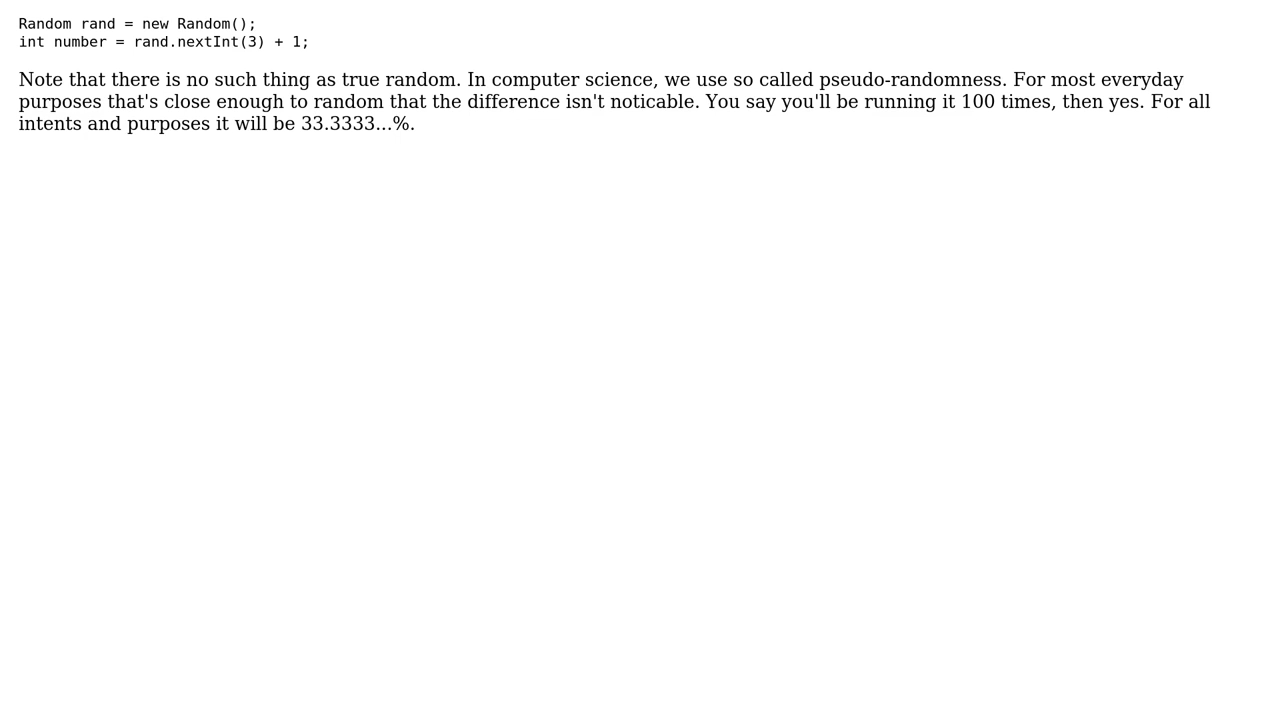 Random rand = new Random();
int number = rand.nextInt(3) + 1;
Note that there is no such thing as true random. In computer science, we use so called pseudo-randomness. For most everyday
purposes that's close enough to random that the difference isn't noticable. You say you'll be running it 100 times, then yes. For all
intents and purposes it will be 33.3333...%.